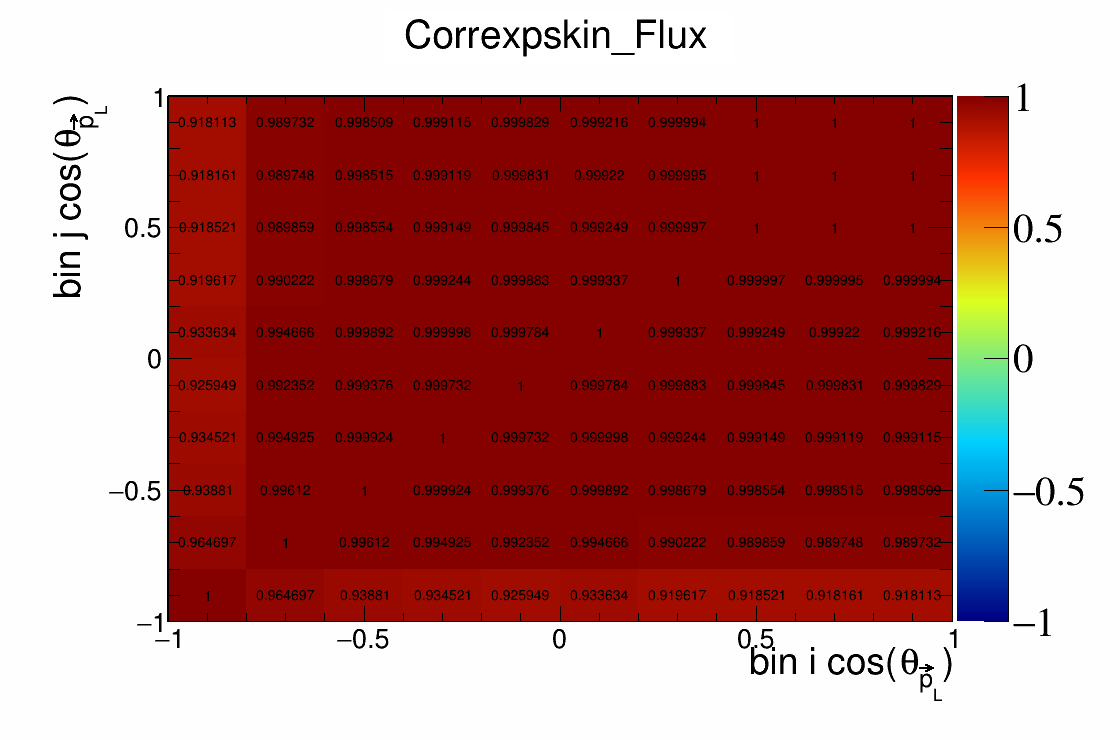 Correxpskin_Flux
bin j cos(θ p⃗ L)
1
0.918113 0.989732 0.998509 0.999115 0.999829 0.999216 0.999994 1 1 1
0.918161 0.989748 0.998515 0.999119 0.999831 0.99922 0.999995 1 1 1
0.5
0.918521 0.989859 0.998554 0.999149 0.999845 0.999249 0.999997 1 1 1
0.919617 0.990222 0.998679 0.999244 0.999883 0.999337 1 0.999997 0.999995 0.999994
0.933634 0.994666 0.999892 0.999998 0.999784 1 0.999337 0.999249 0.99922 0.999216
0
0.925949 0.992352 0.999376 0.999732 1 0.999784 0.999883 0.999845 0.999831 0.999829
0.934521 0.994925 0.999924 1 0.999732 0.999998 0.999244 0.999149 0.999119 0.999115
−0.5
0.93881 0.99612 1 0.999924 0.999376 0.999892 0.998679 0.998554 0.998515 0.998509
0.964697 1 0.99612 0.994925 0.992352 0.994666 0.990222 0.989859 0.989748 0.989732
1 0.964697 0.93881 0.934521 0.925949 0.933634 0.919617 0.918521 0.918161 0.918113
−1
−1 −0.5 0 0.5 1
bin i cos(θ p⃗ L)
1
0.5
0
−0.5
−1